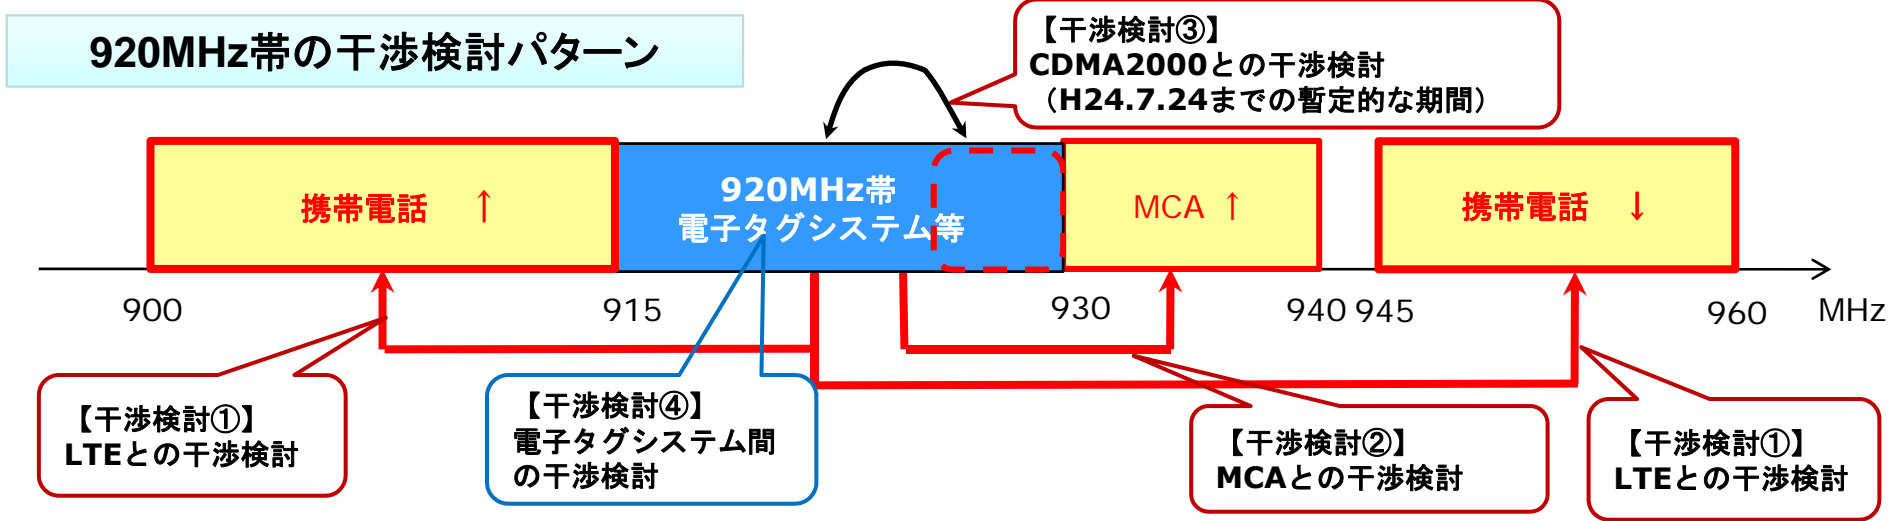 920MHz帯の干渉検討パターン
【干渉検討③】
CDMA2000との干渉検討
（H24.7.24までの暫定的な期間）
携帯電話 ↑
920MHz帯
電子タグシステム等
MCA ↑
携帯電話 ↓
900
915
930
940
945
960
MHz
【干渉検討①】
LTEとの干渉検討
【干渉検討④】
電子タグシステム間
の干渉検討
【干渉検討②】
MCAとの干渉検討
【干渉検討①】
LTEとの干渉検討